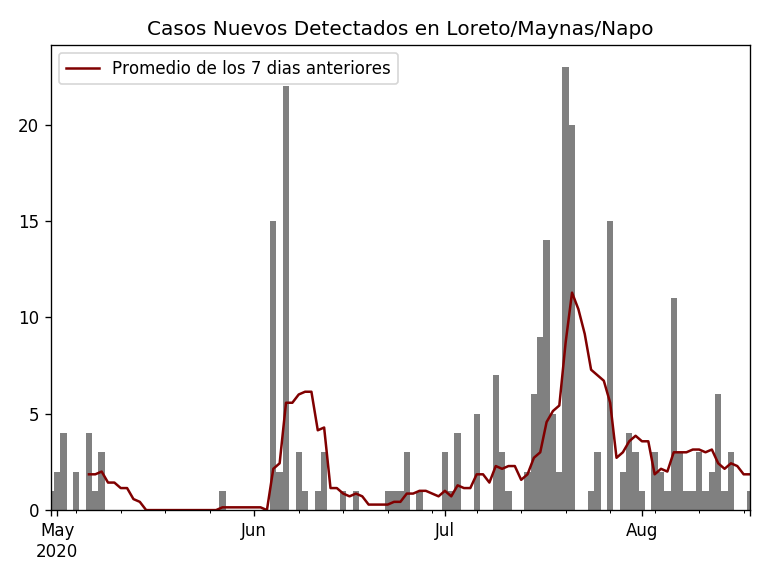 Casos Nuevos Detectados en Loreto/Maynas/Napo
Promedio de los 7 dias anteriores
20
15
10
5
0
May Jun Jul Aug
2020